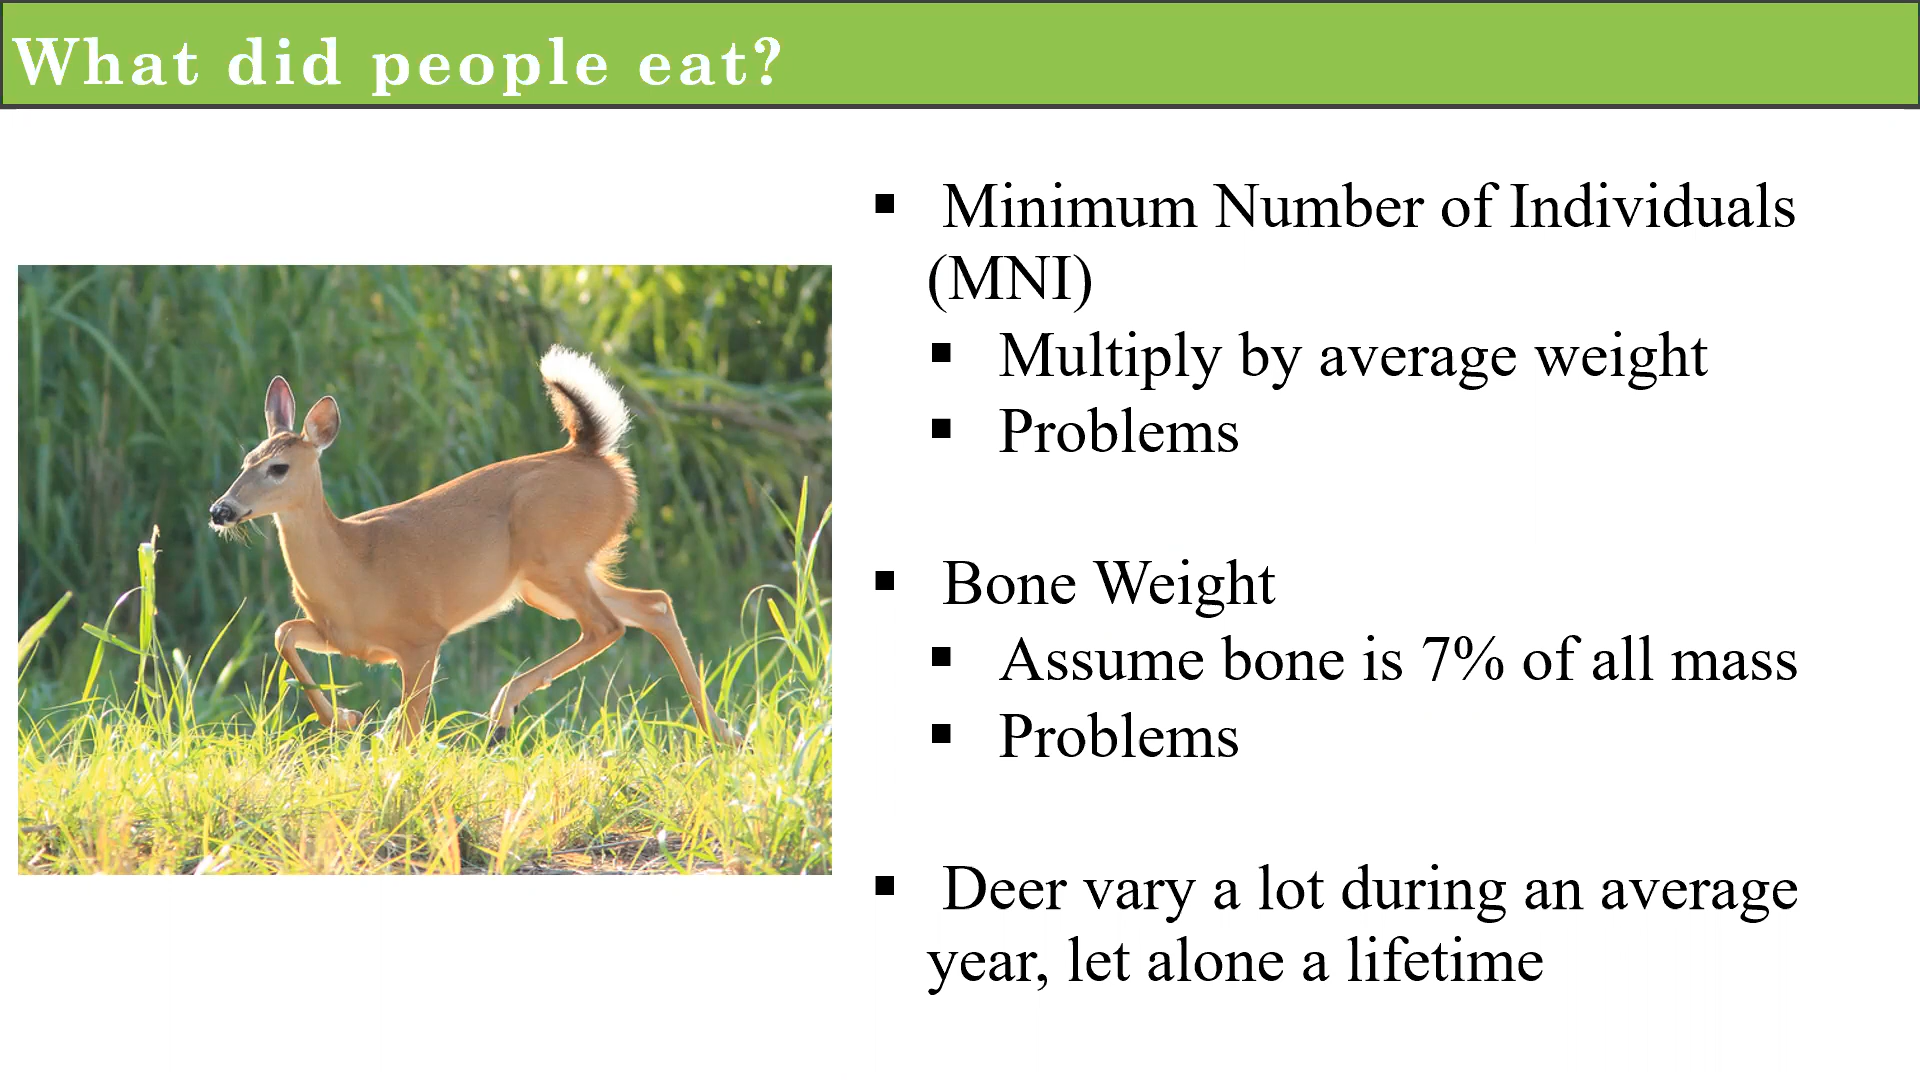 What did people eat?
▪ Minimum Number of Individuals
(MNI)
▪ Multiply by average weight
▪ Problems
▪ Bone Weight
▪ Assume bone is 7% of all mass
▪ Problems
▪ Deer vary a lot during an average
year, let alone a lifetime